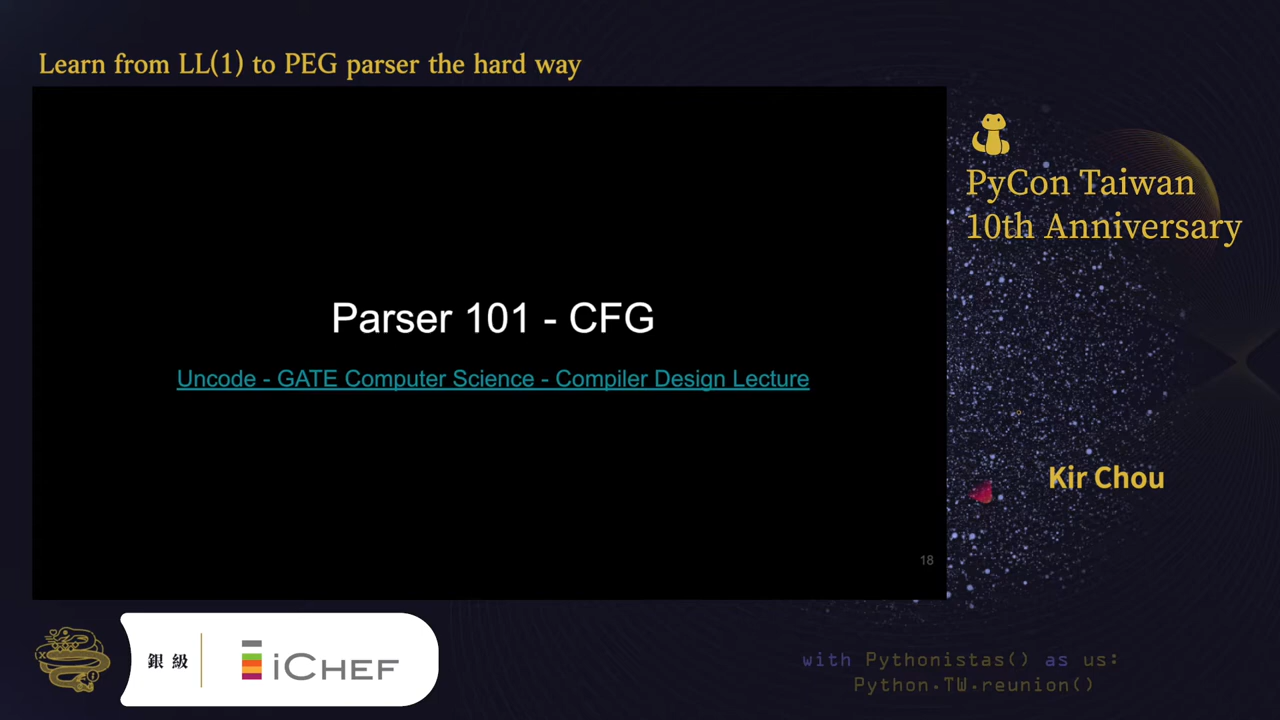 Learn from LL(1) to PEG parser the hard way
PyCon Taiwan
10th Anniversary
Parser 101 - CFG
Uncode - GATE Computer Science - Compiler Design Lecture
Kir Chou
18
銀級
iCHEF
with Pythonistas() as us:
Python.TW.reunion()